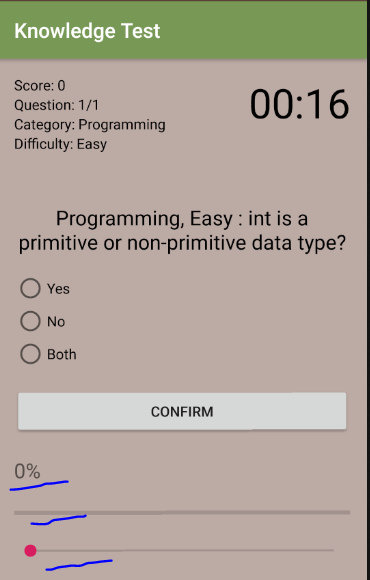 Knowledge Test
Score: 0
Question: 1/1
Category: Programming
Difficulty: Easy
00:16
Programming, Easy : int is a
primitive or non-primitive data type?
Yes
No
Both
CONFIRM
0%